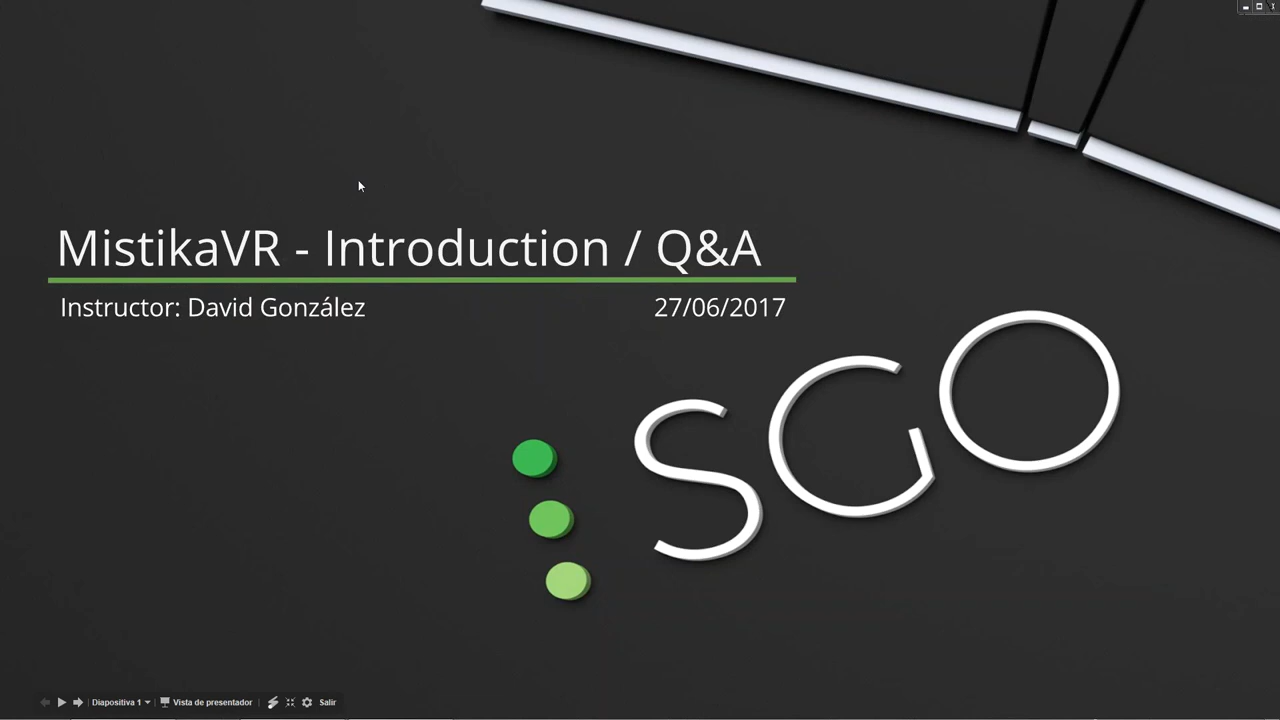 MistikaVR - Introduction / Q&A
Instructor: David González 27/06/2017
SGO
Diapositiva 1 Vista de presentador Salir